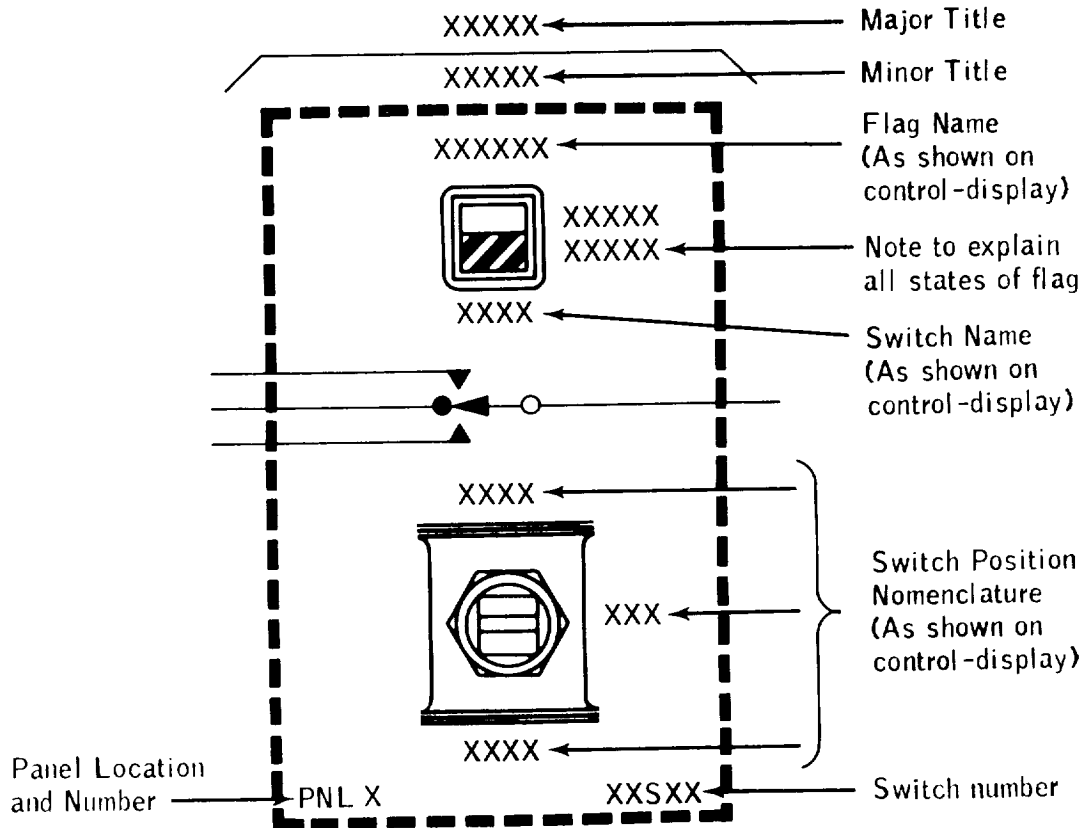 XXXXX Major Title
XXXXX Minor Title
XXXXXX Flag Name
(As shown on
control-display)
XXXXX
XXXXX Note to explain
all states of flag
XXXX Switch Name
(As shown on
control-display)
XXXX
Switch Position
Nomenclature
XXX (As shown on
control-display)
XXXX
Panel Location
and Number PNL X XXSXX Switch number